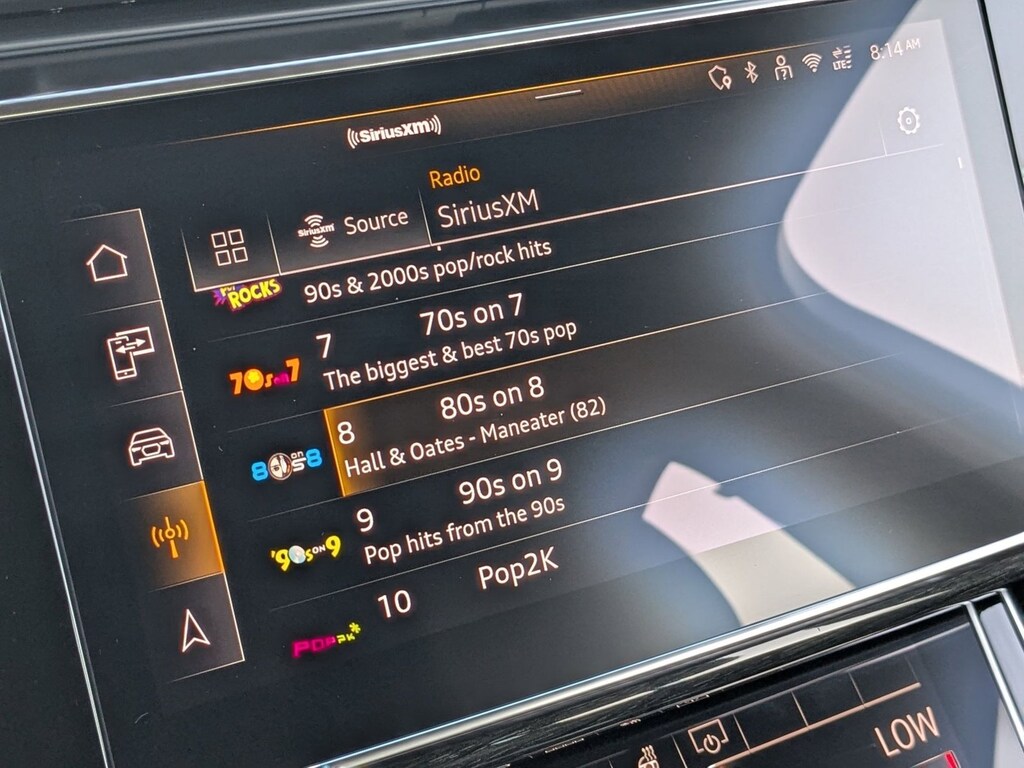 8:14 AM
LTE
((SiriusXM))
Radio
SiriusXM Source
SiriusXM
ROCKS
90s & 2000s pop/rock hits
70s on 7
7
70s on 7
The biggest & best 70s pop
80s on 8
8
80s on 8
Hall & Oates - Maneater (82)
'90s ON 9
9
90s on 9
Pop hits from the 90s
POP2K
10
Pop2K
LOW